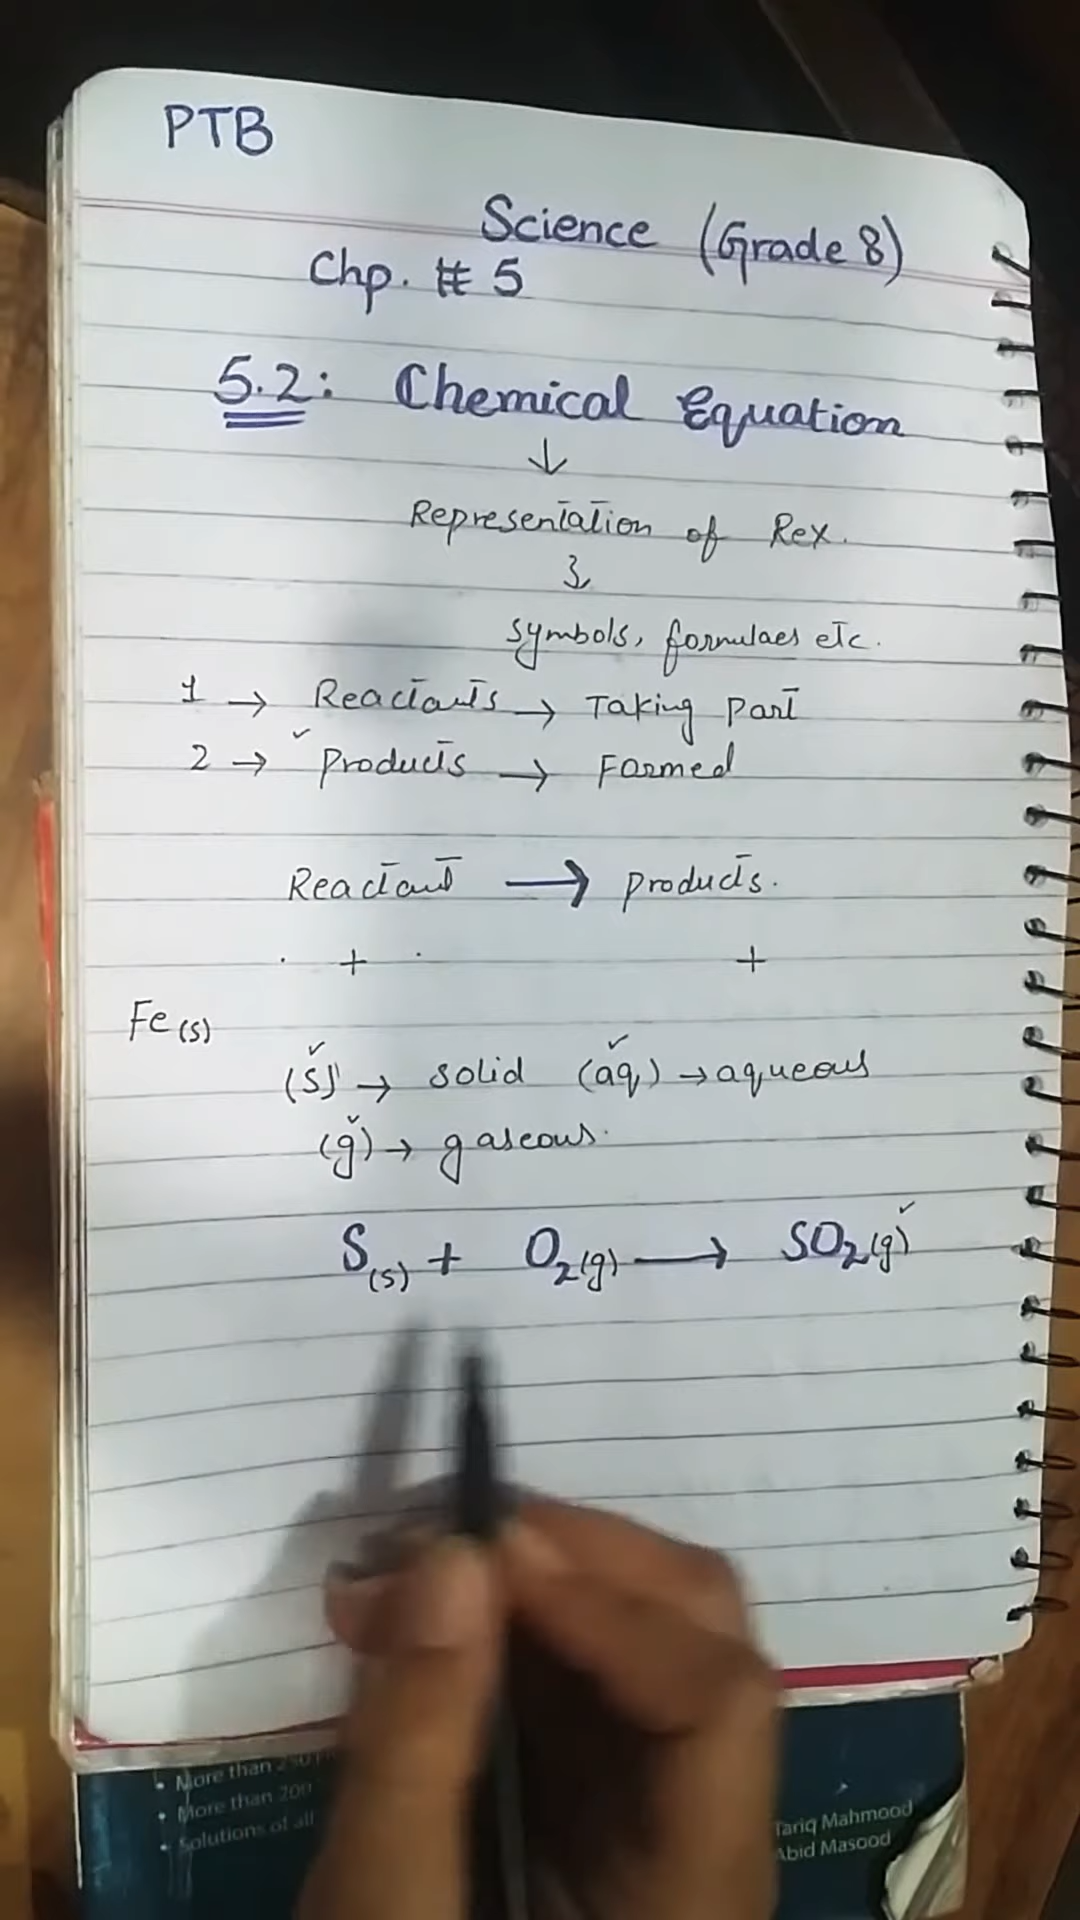 PTB
Science (Grade 8)
Chp. # 5
5.2: Chemical Equation
↓
Representation of Rex.
↓
symbols, formulaes etc.
1 → Reactants → Taking Part
2 → ✓ Products → Formed
Reactant → products.
. + . +
Fe(s)
(s) → solid (aq) → aqueous
(g) → gaseous.
S(s) + O2(g) → SO2(g)
• More than 250
• More than 200
• Solutions of all
Tariq Mahmood
Abid Masood